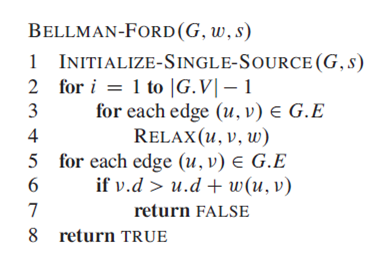 BELLMAN-FORD(G, w, s)
1 INITIALIZE-SINGLE-SOURCE(G, s)
2 for i = 1 to |G.V| − 1
3 for each edge (u, v) ∈ G.E
4 RELAX(u, v, w)
5 for each edge (u, v) ∈ G.E
6 if v.d > u.d + w(u, v)
7 return FALSE
8 return TRUE